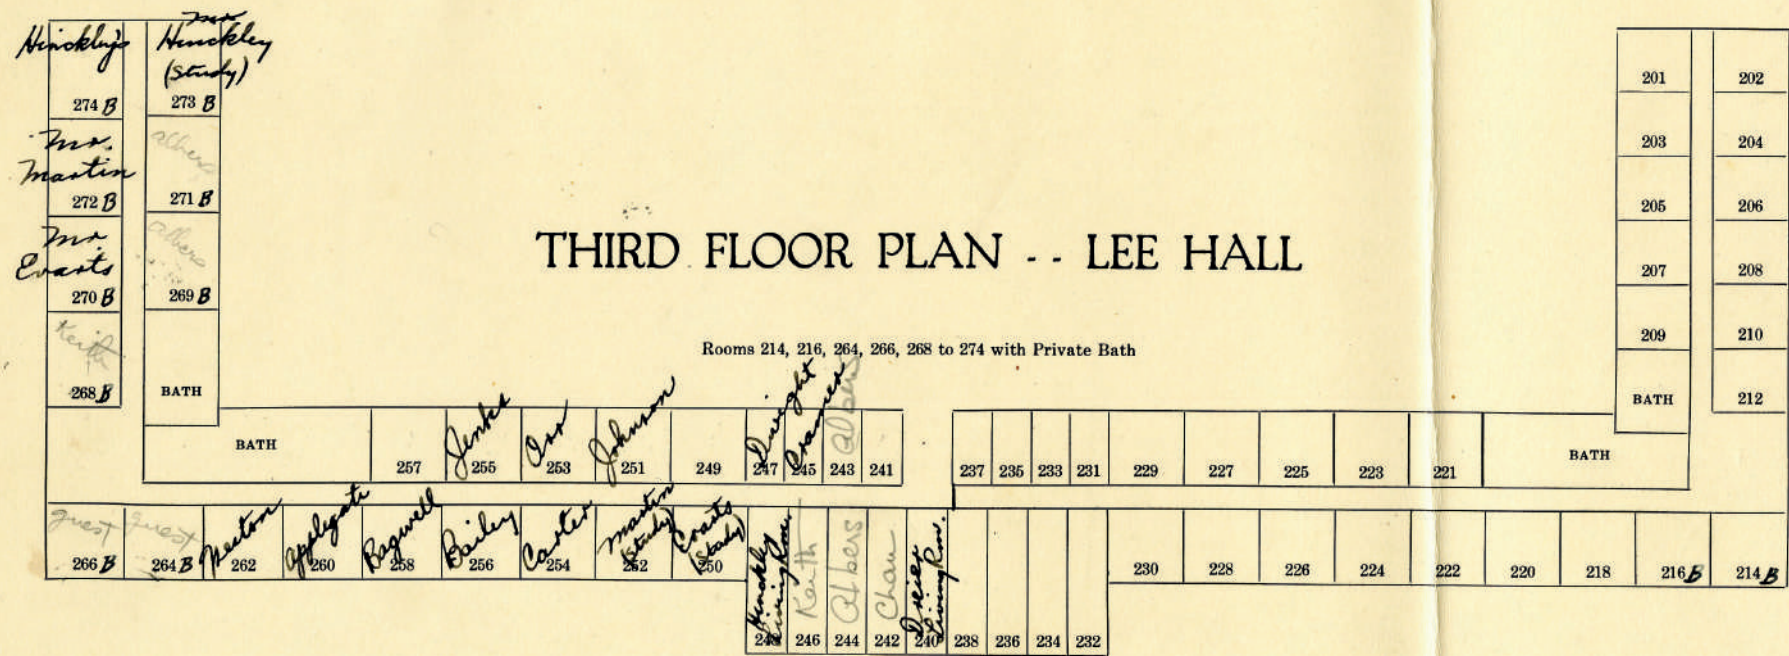 THIRD FLOOR PLAN - - LEE HALL
Rooms 214, 216, 264, 266, 268 to 274 with Private Bath
Hinckley's
274 B
Mr
Hinckley
(Study)
273 B
Mr.
Martin
272 B
Albers
271 B
Mr
Evarts
270 B
Albers
269 B
Keith
268 B
BATH
201
202
203
204
205
206
207
208
209
210
BATH
212
BATH
257
Jenks
255
Orr
253
Johnson
251
249
Dwight
247
Cramer
245
Albers
243
241
237
235
233
231
229
227
225
223
221
BATH
guest
266 B
guest
264 B
Weston
262
Applegate
260
Bagwell
258
Bailey
256
Carter
254
Martin
(Study)
252
Evarts
(Study)
250
Hinckley
Living Room
248
Keith
246
Albers
244
242
Dreier
Living Rm.
240
238
236
234
232
230
228
226
224
222
220
218
216 B
214 B